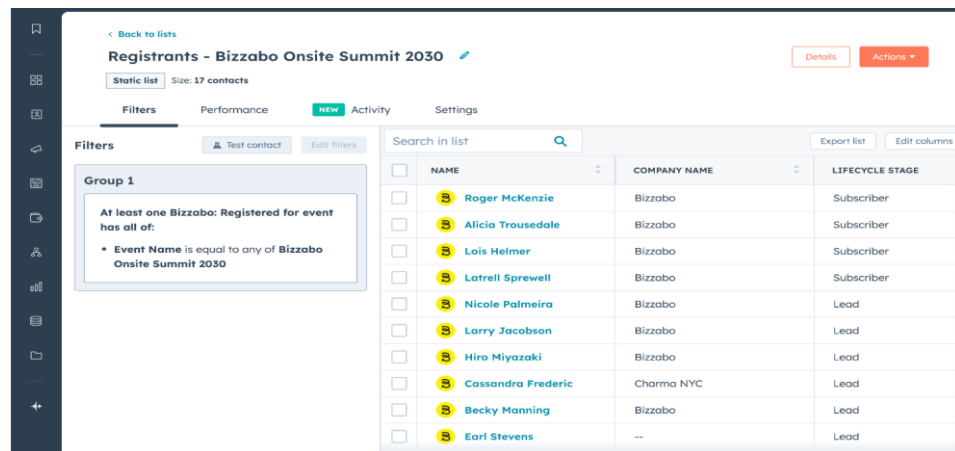 Back to lists
Registrants - Bizzabo Onsite Summit 2030
Details
Actions
Static list Size: 17 contacts
Filters Performance NEW Activity Settings
Filters Test contact Edit filters
Group 1
At least one Bizzabo: Registered for event
has all of:
• Event Name is equal to any of Bizzabo
Onsite Summit 2030
Search in list Export list Edit columns
NAME COMPANY NAME LIFECYCLE STAGE
Roger McKenzie Bizzabo Subscriber
Alicia Trousedale Bizzabo Subscriber
Lois Helmer Bizzabo Subscriber
Latrell Sprewell Bizzabo Subscriber
Nicole Palmeira Bizzabo Lead
Larry Jacobson Bizzabo Lead
Hiro Miyazaki Bizzabo Lead
Cassandra Frederic Charma NYC Lead
Becky Manning Bizzabo Lead
Earl Stevens -- Lead